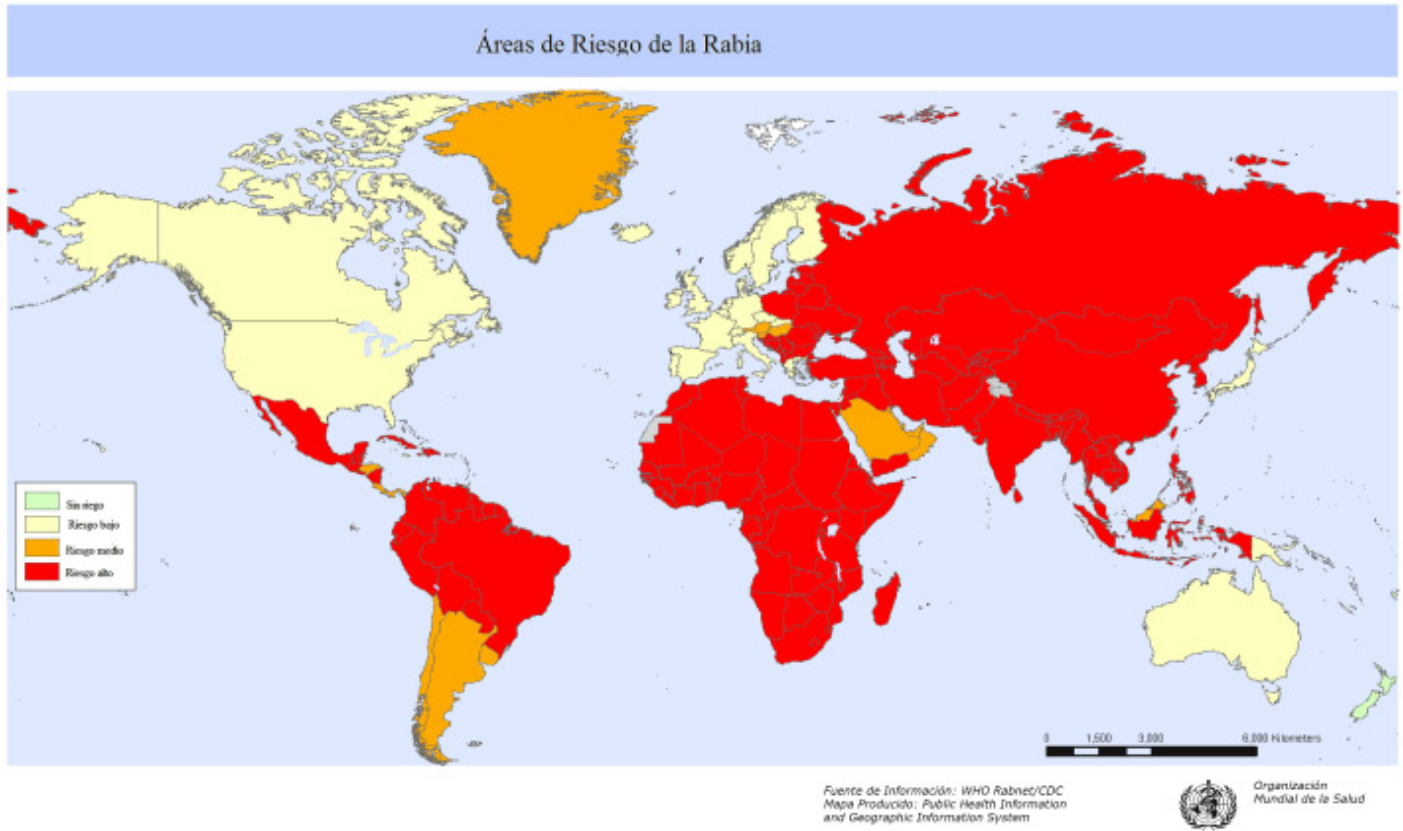 Áreas de Riesgo de la Rabia
Sin riego
Riesgo bajo
Riesgo medio
Riesgo alto
0 1,500 3,000 6,000 Kilometers
Fuente de Información: WHO Rabnet/CDC
Mapa Producido: Public Health Information
and Geographic Information System
Organización
Mundial de la Salud